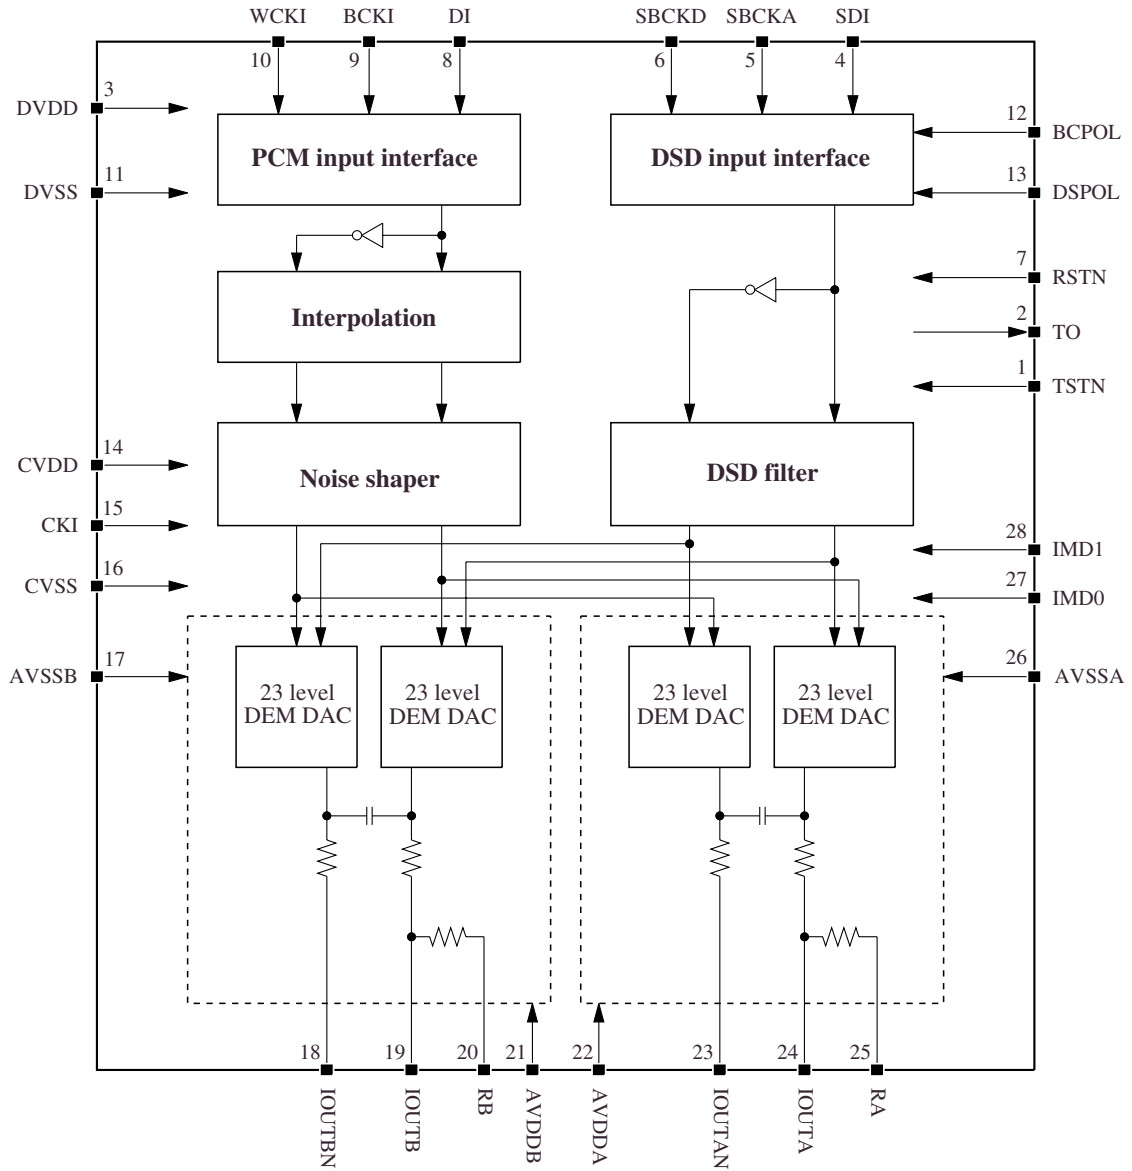 WCKI BCKI DI SBCKD SBCKA SDI
10 9 8 6 5 4
3
DVDD
11
DVSS
PCM input interface
DSD input interface
12
BCPOL
13
DSPOL
7
RSTN
2
TO
1
TSTN
Interpolation
14
CVDD
15
CKI
16
CVSS
Noise shaper
DSD filter
28
IMD1
27
IMD0
17
AVSSB
26
AVSSA
23 level
DEM DAC
23 level
DEM DAC
23 level
DEM DAC
23 level
DEM DAC
18 19 20 21 22 23 24 25
IOUTBN
IOUTB
RB
AVDDB
AVDDA
IOUTAN
IOUTA
RA